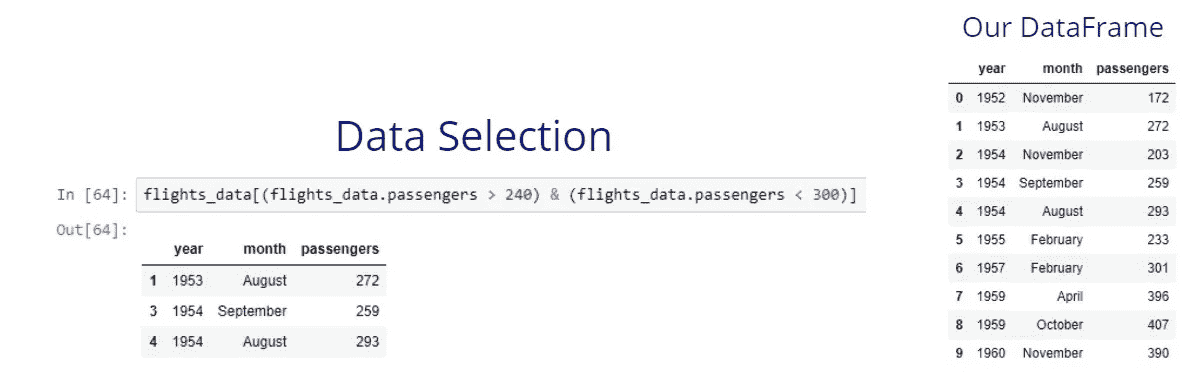 Data Selection
In [64]: flights_data[(flights_data.passengers > 240) & (flights_data.passengers < 300)]
Out[64]:
year month passengers
1 1953 August 272
3 1954 September 259
4 1954 August 293
Our DataFrame
year month passengers
0 1952 November 172
1 1953 August 272
2 1954 November 203
3 1954 September 259
4 1954 August 293
5 1955 February 233
6 1957 February 301
7 1959 April 396
8 1959 October 407
9 1960 November 390